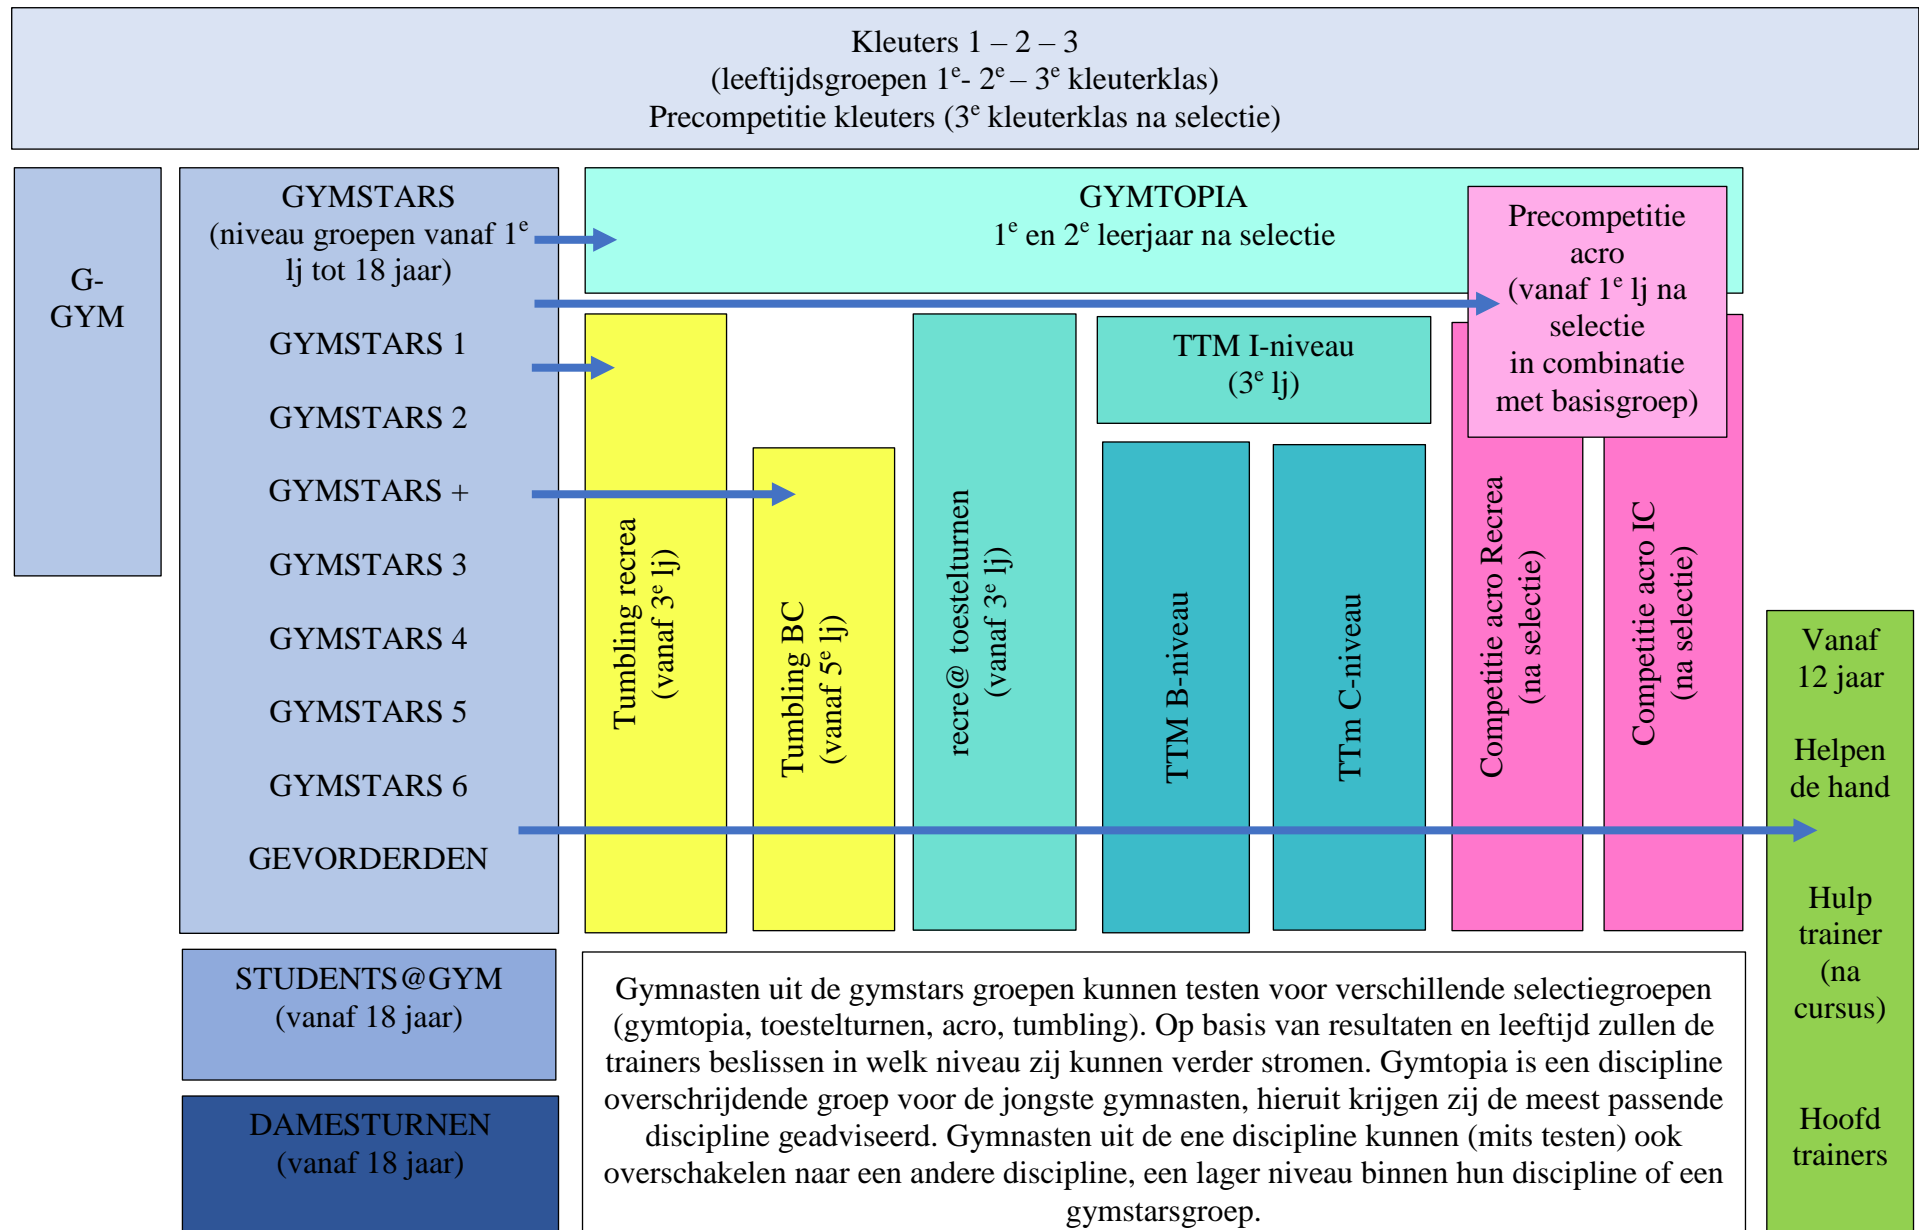 Kleuters 1 – 2 – 3
(leeftijdsgroepen 1e- 2e – 3e kleuterklas)
Precompetitie kleuters (3e kleuterklas na selectie)
G-
GYM
GYMSTARS
(niveau groepen vanaf 1e
lj tot 18 jaar)
GYMSTARS 1
GYMSTARS 2
GYMSTARS +
GYMSTARS 3
GYMSTARS 4
GYMSTARS 5
GYMSTARS 6
GEVORDERDEN
GYMTOPIA
1e en 2e leerjaar na selectie
Precompetitie
acro
(vanaf 1e lj na
selectie
in combinatie
met basisgroep)
Tumbling recrea
(vanaf 3e lj)
Tumbling BC
(vanaf 5e lj)
recre@ toestelturnen
(vanaf 3e lj)
TTM I-niveau
(3e lj)
TTM B-niveau
TTm C-niveau
Competitie acro Recrea
(na selectie)
Competitie acro IC
(na selectie)
Vanaf
12 jaar
Helpen
de hand
Hulp
trainer
(na
cursus)
Hoofd
trainers
STUDENTS@GYM
(vanaf 18 jaar)
DAMESTURNEN
(vanaf 18 jaar)
Gymnasten uit de gymstars groepen kunnen testen voor verschillende selectiegroepen
(gymtopia, toestelturnen, acro, tumbling). Op basis van resultaten en leeftijd zullen de
trainers beslissen in welk niveau zij kunnen verder stromen. Gymtopia is een discipline
overschrijdende groep voor de jongste gymnasten, hieruit krijgen zij de meest passende
discipline geadviseerd. Gymnasten uit de ene discipline kunnen (mits testen) ook
overschakelen naar een andere discipline, een lager niveau binnen hun discipline of een
gymstarsgroep.